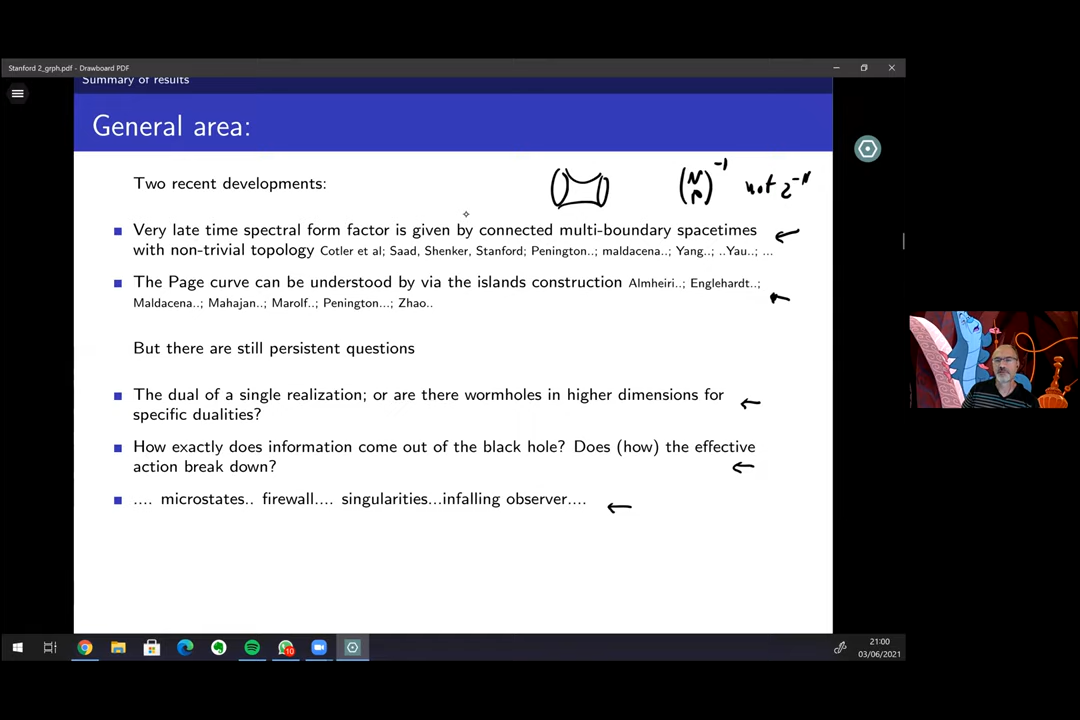 Stanford 2_grph.pdf - Drawboard PDF
Summary of results
General area:
Two recent developments:
(N p)^-1 not 2^-N
Very late time spectral form factor is given by connected multi-boundary spacetimes
with non-trivial topology Cotler et al; Saad, Shenker, Stanford; Penington..; maldacena..; Yang..; ..Yau..; ...
The Page curve can be understood by via the islands construction Almheiri..; Englehardt..;
Maldacena..; Mahajan..; Marolf..; Penington...; Zhao..
But there are still persistent questions
The dual of a single realization; or are there wormholes in higher dimensions for
specific dualities?
How exactly does information come out of the black hole? Does (how) the effective
action break down?
.... microstates.. firewall.... singularities...infalling observer....
10
21:00
03/06/2021